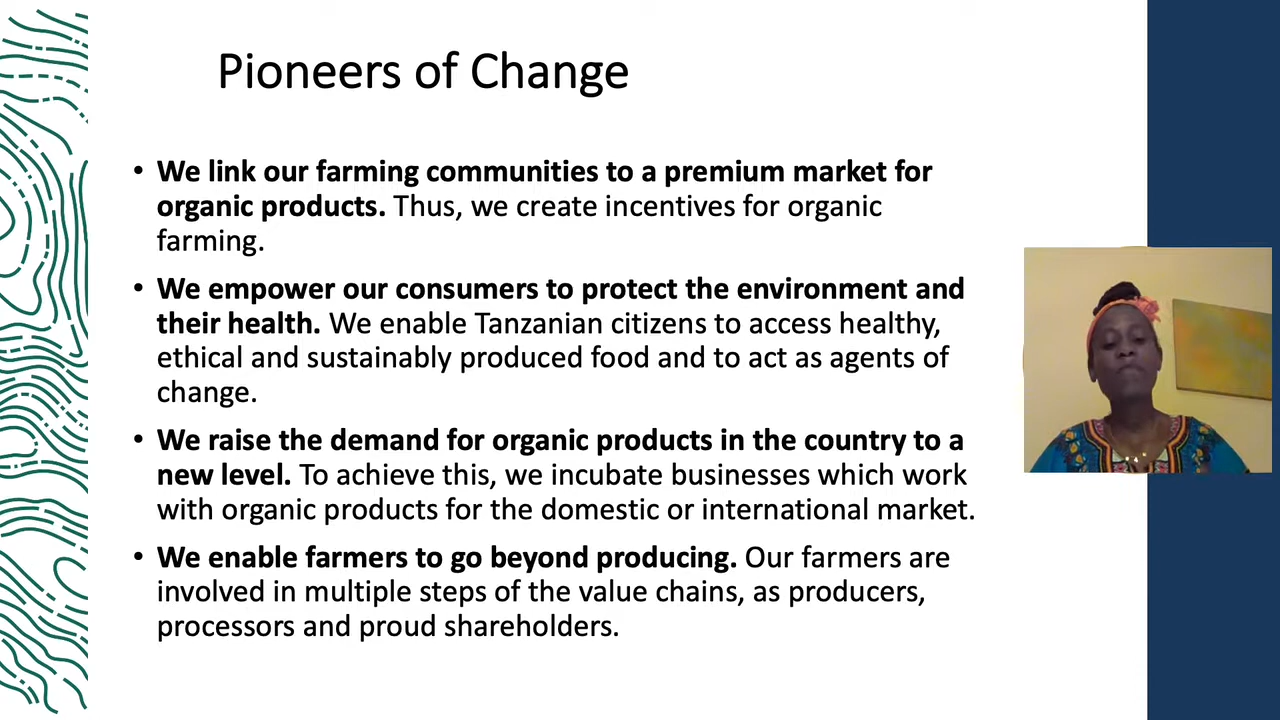 Pioneers of Change
• We link our farming communities to a premium market for
organic products. Thus, we create incentives for organic
farming.
• We empower our consumers to protect the environment and
their health. We enable Tanzanian citizens to access healthy,
ethical and sustainably produced food and to act as agents of
change.
• We raise the demand for organic products in the country to a
new level. To achieve this, we incubate businesses which work
with organic products for the domestic or international market.
• We enable farmers to go beyond producing. Our farmers are
involved in multiple steps of the value chains, as producers,
processors and proud shareholders.